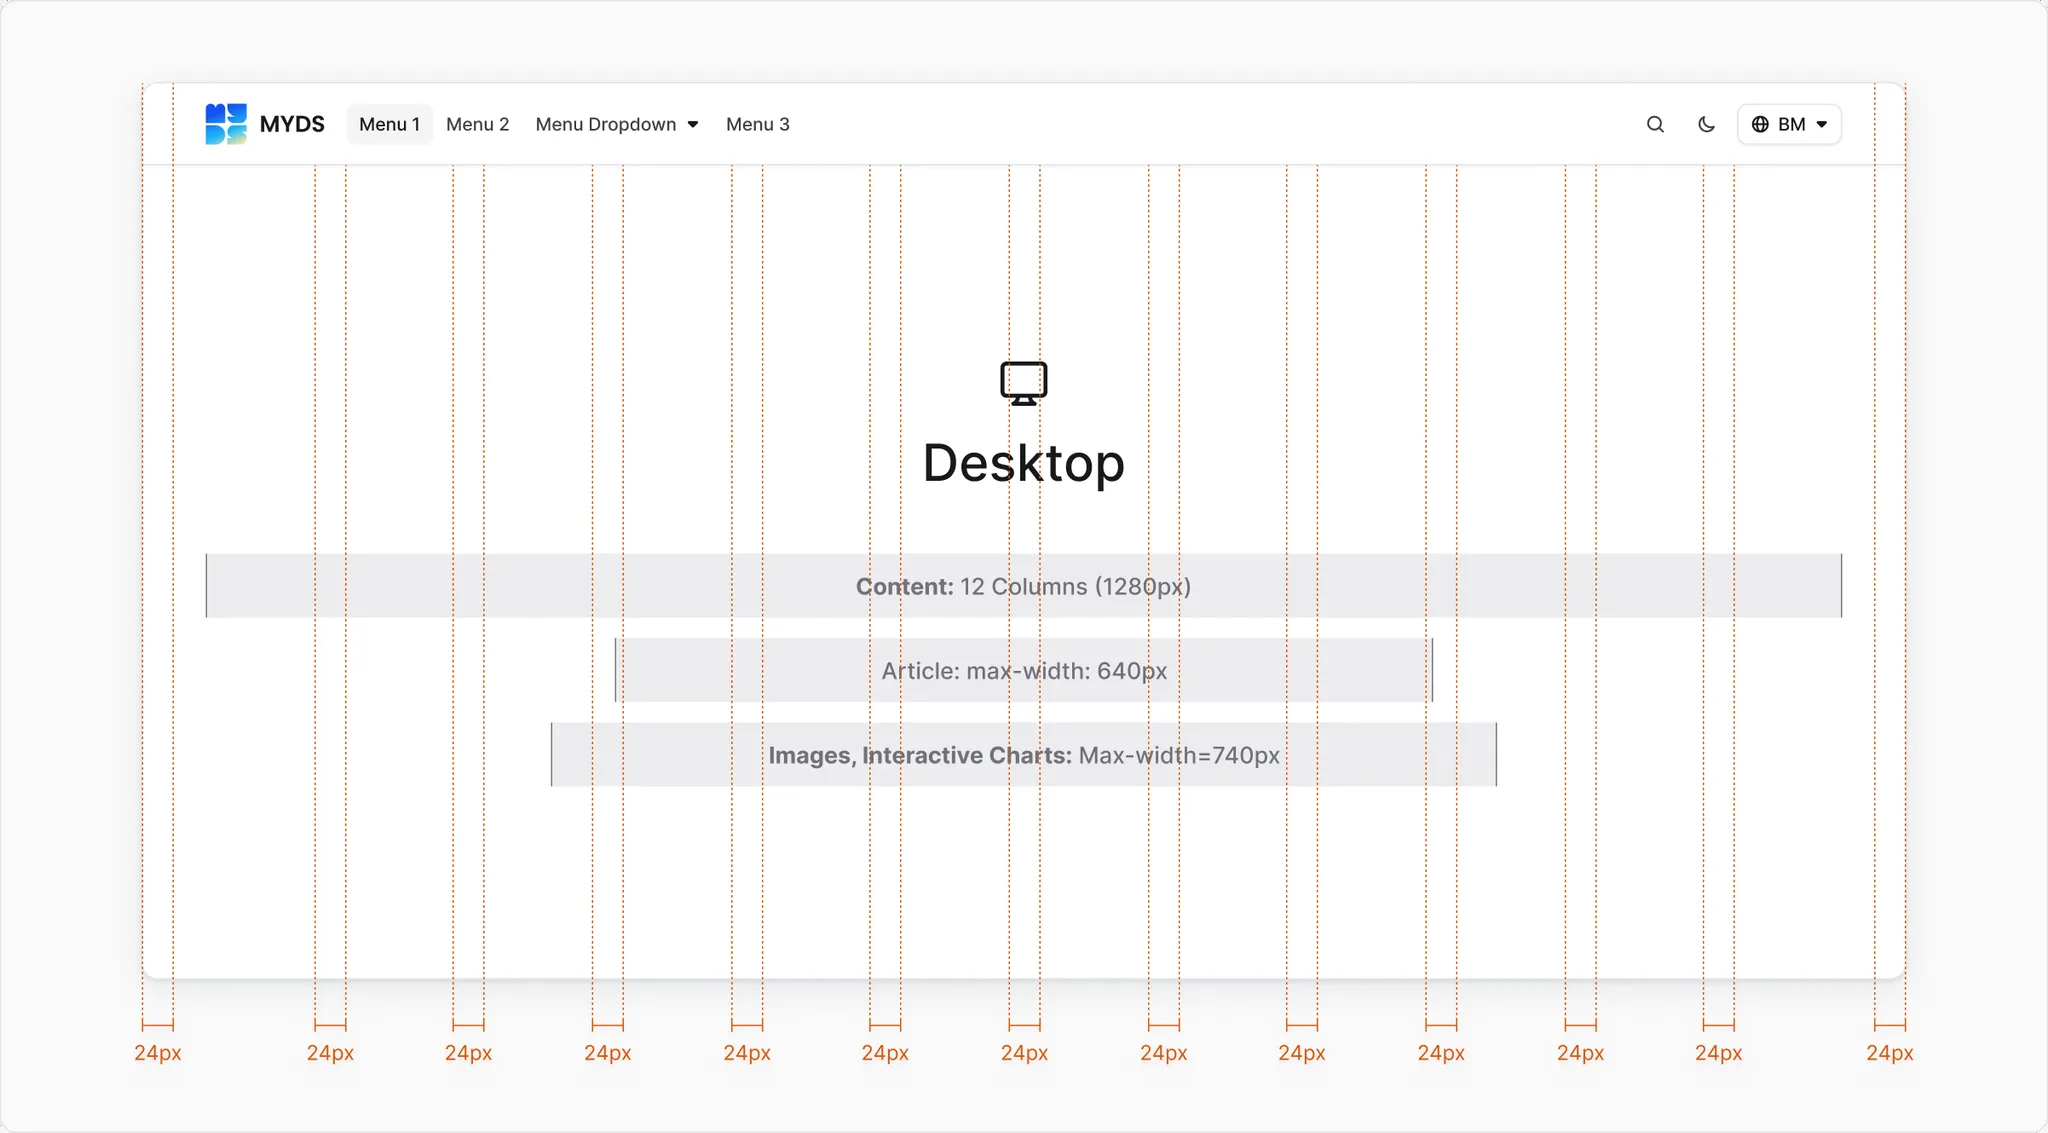 MYDS Menu 1 Menu 2 Menu Dropdown Menu 3 BM
Desktop
Content: 12 Columns (1280px)
Article: max-width: 640px
Images, Interactive Charts: Max-width=740px
24px 24px 24px 24px 24px 24px 24px 24px 24px 24px 24px 24px 24px